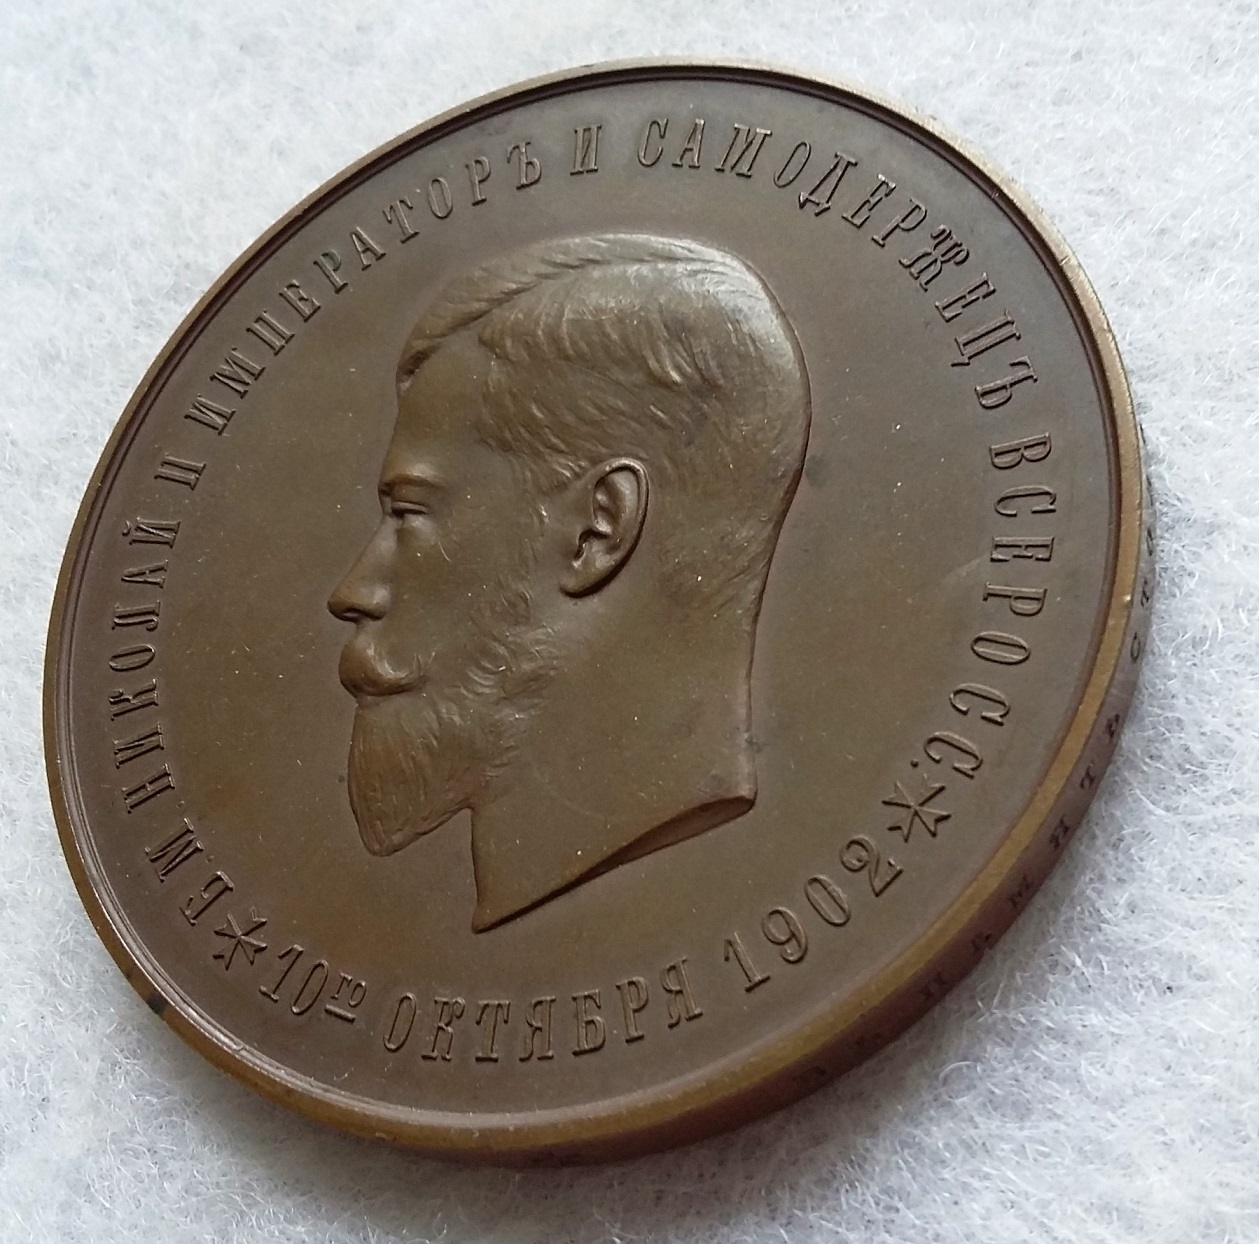 Б. М. НИКОЛАЙ II ИМПЕРАТОРЪ И САМОДЕРЖЕЦЪ ВСЕРОСС.
10го ОКТЯБРЯ 1902